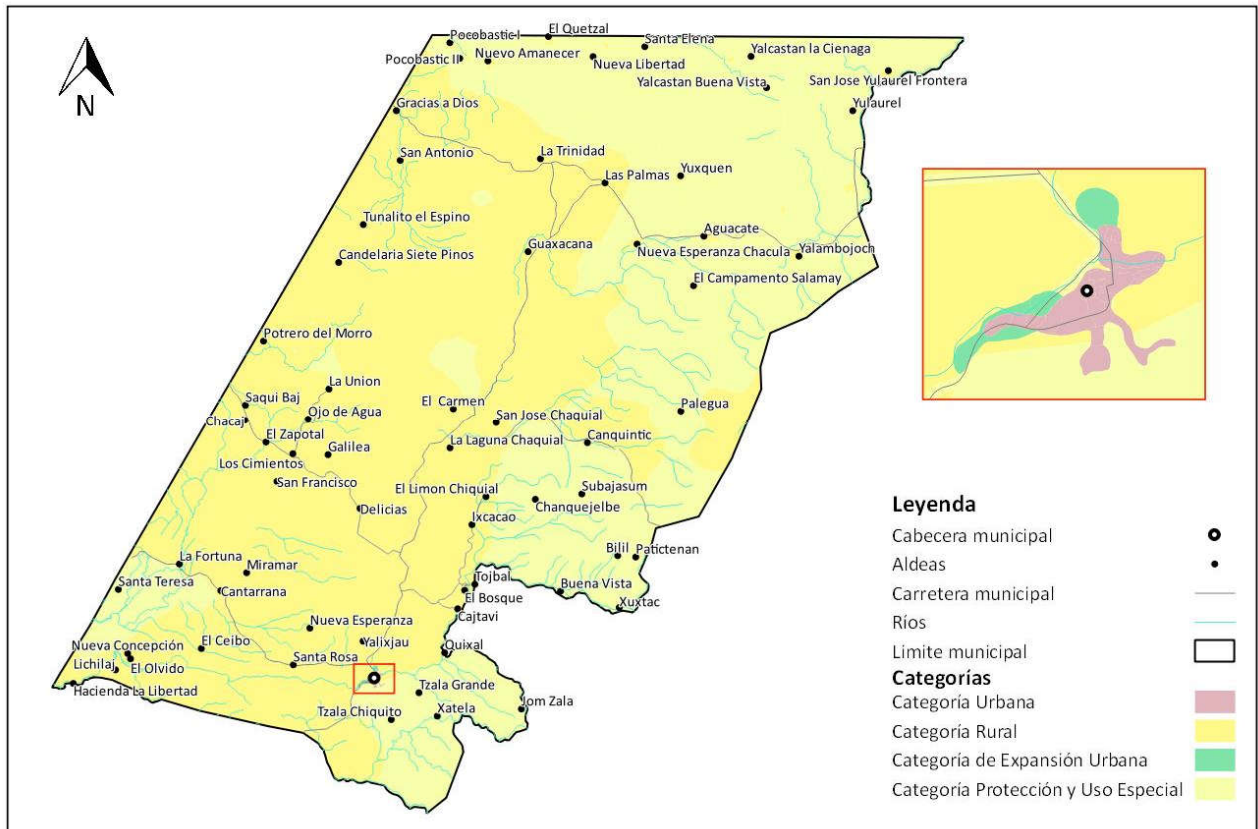 Pocobastic I
El Quetzal
Santa Elena
Yalcastan la Cienaga
Pocobastic II
Nuevo Amanecer
Nueva Libertad
San Jose Yulaurel Frontera
Yalcastan Buena Vista
N
Gracias a Dios
Yulaurel
San Antonio
La Trinidad
Las Palmas
Yuxquen
Tunalito el Espino
Aguacate
Guaxacana
Nueva Esperanza Chacula
Yalambojoch
Candelaria Siete Pinos
El Campamento Salamay
Potrero del Morro
La Union
Saqui Baj
Ojo de Agua
Chacaj
El Carmen
San Jose Chaquial
Palegua
El Zapotal
Galilea
La Laguna Chaquial
Canquintic
Los Cimientos
San Francisco
El Limon Chiquial
Subajasum
Delicias
Chanquejelbe
Ixcacao
La Fortuna
Miramar
Bilil
Patictenan
Santa Teresa
Cantarrana
Tojbal
Buena Vista
El Bosque
Xuxtac
Cajtavi
Nueva Esperanza
Nueva Concepción
El Ceibo
Yalixjau
Quixal
Lichilaj
El Olvido
Santa Rosa
Hacienda La Libertad
Tzala Grande
Tzala Chiquito
Xatela
Jom Zala
Leyenda
Cabecera municipal
Aldeas
Carretera municipal
Ríos
Limite municipal
Categorías
Categoría Urbana
Categoría Rural
Categoría de Expansión Urbana
Categoría Protección y Uso Especial